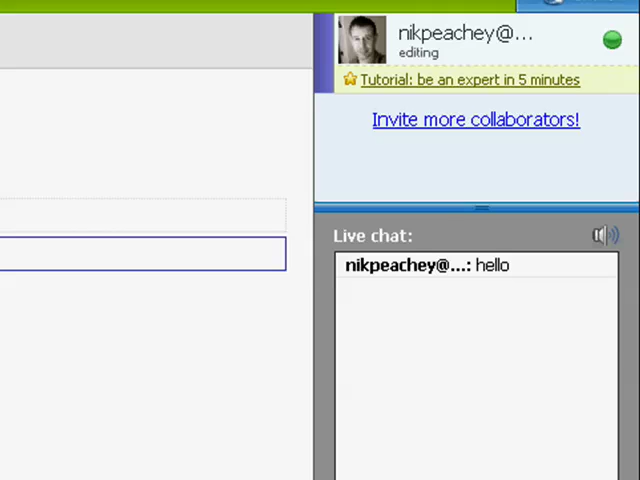 nikpeachey@...
editing
Tutorial: be an expert in 5 minutes
Invite more collaborators!
Live chat:
nikpeachey@...: hello